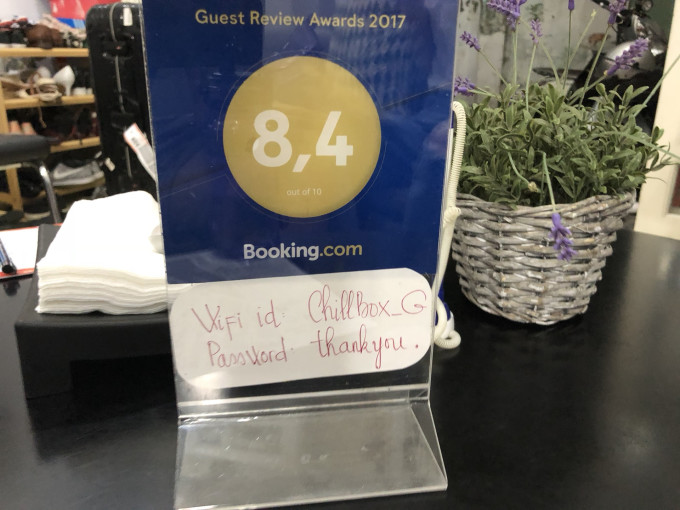 Guest Review Awards 2017
8,4
out of 10
Booking.com
Wifi id: ChillBox_G
Password: thankyou.